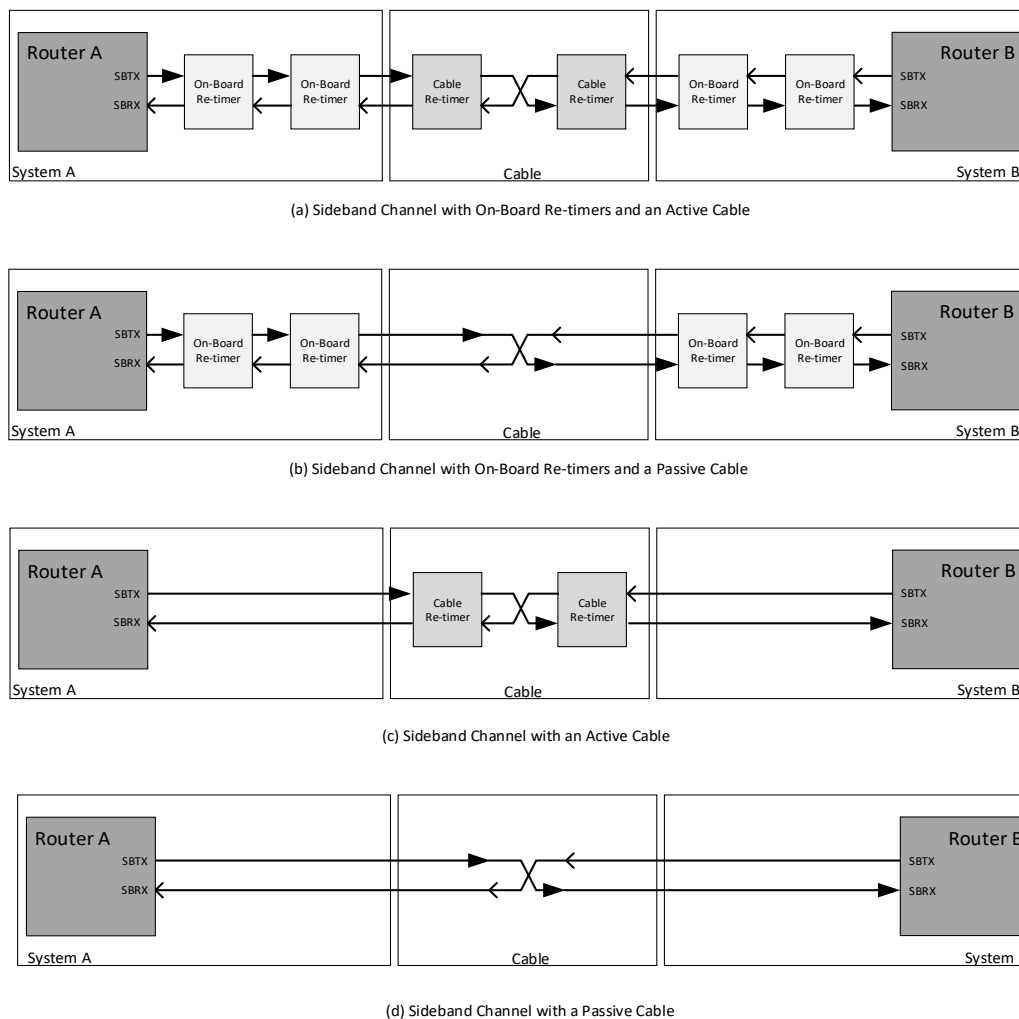 Router A
Router B
SBTX
On-Board
Re-timer
On-Board
Re-timer
Cable
Re-timer
Cable
Re-timer
On-Board
Re-timer
On-Board
Re-timer
SBTX
SBRX
SBRX
System A
Cable
System B
(a) Sideband Channel with On-Board Re-timers and an Active Cable
Router A
Router B
SBTX
On-Board
Re-timer
On-Board
Re-timer
On-Board
Re-timer
On-Board
Re-timer
SBTX
SBRX
SBRX
System A
Cable
System B
(b) Sideband Channel with On-Board Re-timers and a Passive Cable
Router A
Router B
SBTX
Cable
Re-timer
Cable
Re-timer
SBTX
SBRX
SBRX
System A
Cable
System B
(c) Sideband Channel with an Active Cable
Router A
Router B
SBTX
SBTX
SBRX
SBRX
System A
Cable
System
(d) Sideband Channel with a Passive Cable